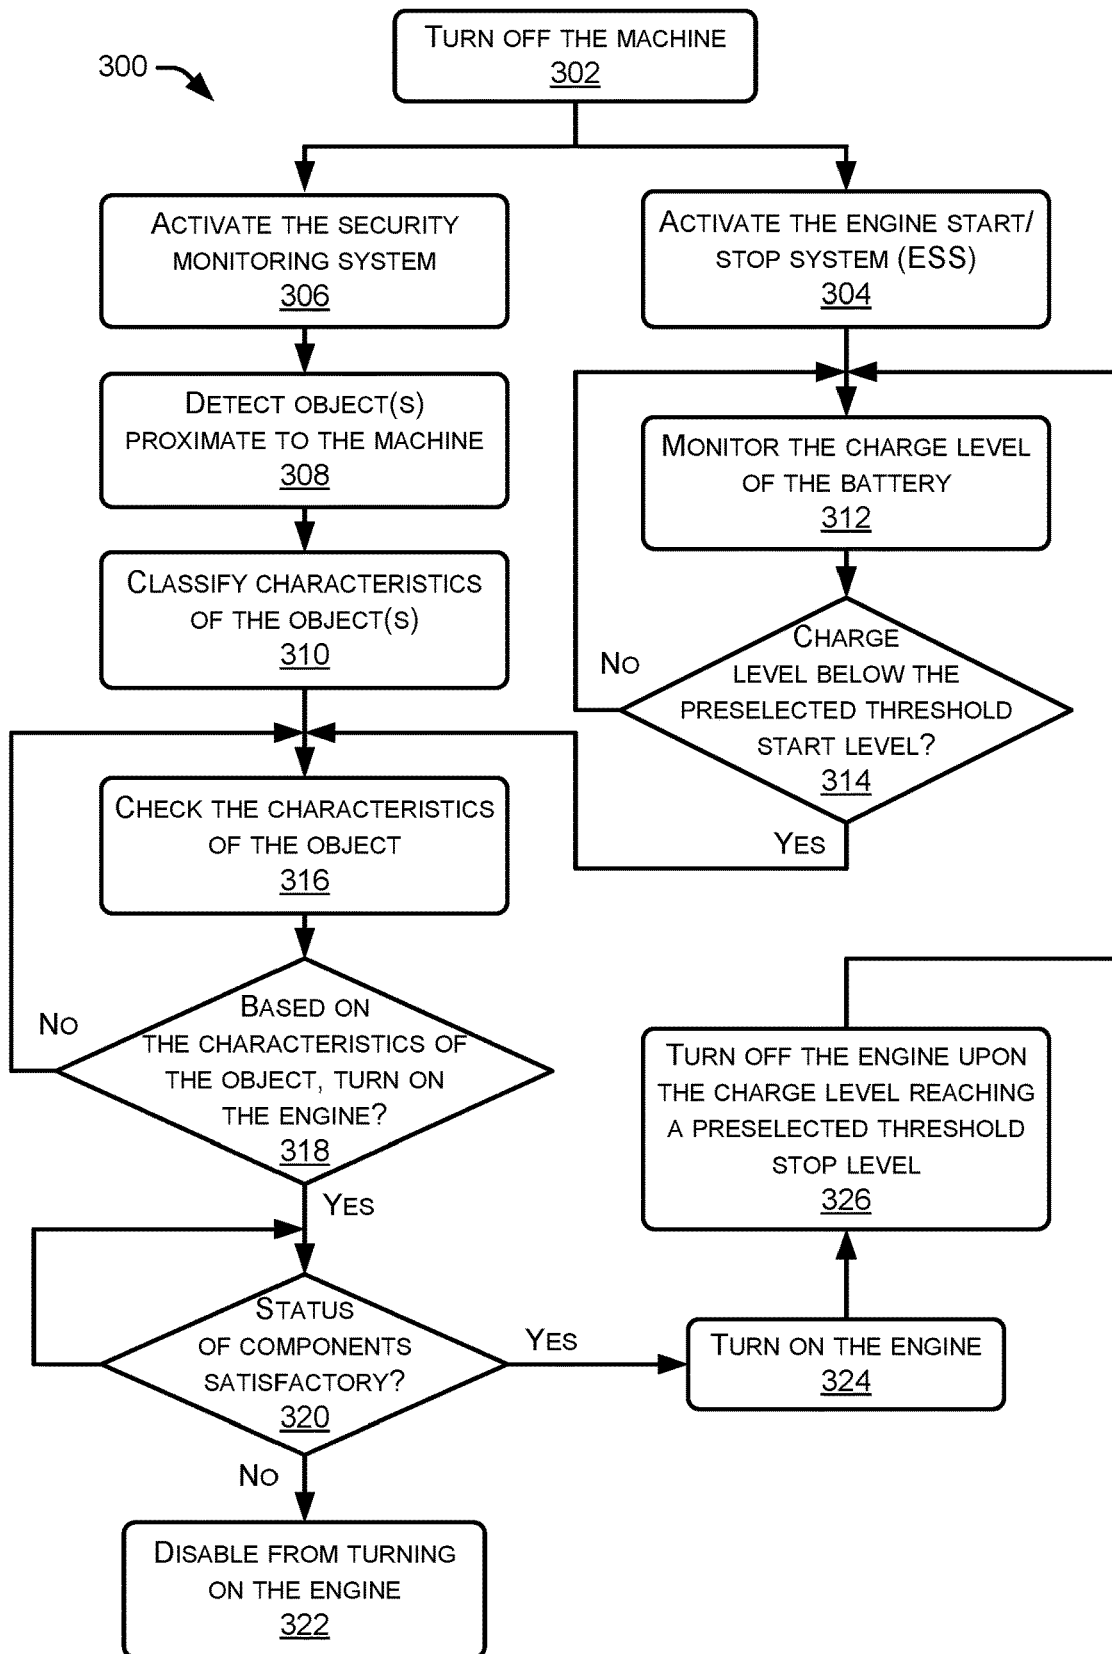 TURN OFF THE MACHINE
302
300
ACTIVATE THE SECURITY
MONITORING SYSTEM
306
ACTIVATE THE ENGINE START/
STOP SYSTEM (ESS)
304
DETECT OBJECT(S)
PROXIMATE TO THE MACHINE
308
MONITOR THE CHARGE LEVEL
OF THE BATTERY
312
CLASSIFY CHARACTERISTICS
OF THE OBJECT(S)
310
NO
CHARGE
LEVEL BELOW THE
PRESELECTED THRESHOLD
START LEVEL?
314
YES
CHECK THE CHARACTERISTICS
OF THE OBJECT
316
NO
BASED ON
THE CHARACTERISTICS OF
THE OBJECT, TURN ON
THE ENGINE?
318
YES
TURN OFF THE ENGINE UPON
THE CHARGE LEVEL REACHING
A PRESELECTED THRESHOLD
STOP LEVEL
326
STATUS
OF COMPONENTS
SATISFACTORY?
320
YES
TURN ON THE ENGINE
324
NO
DISABLE FROM TURNING
ON THE ENGINE
322